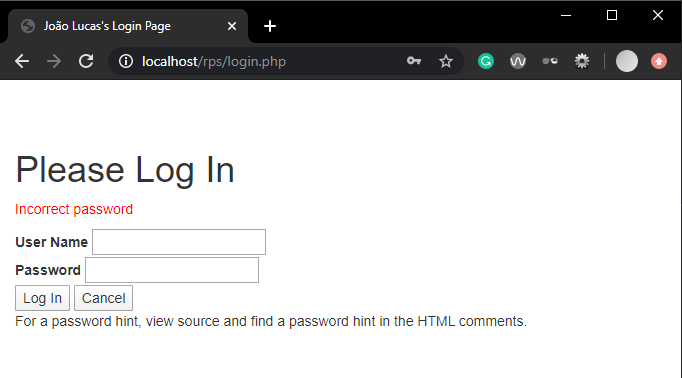 João Lucas's Login Page
localhost/rps/login.php
Please Log In
Incorrect password
User Name
Password
Log In Cancel
For a password hint, view source and find a password hint in the HTML comments.